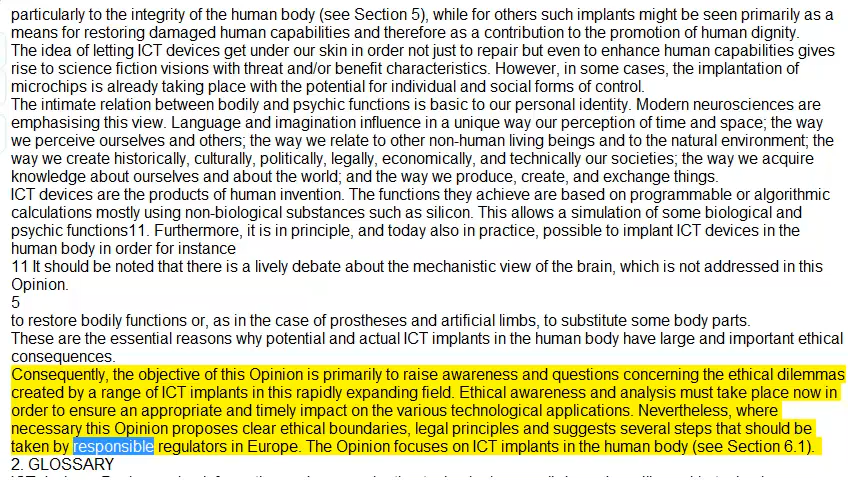 particularly to the integrity of the human body (see Section 5), while for others such implants might be seen primarily as a
means for restoring damaged human capabilities and therefore as a contribution to the promotion of human dignity.
The idea of letting ICT devices get under our skin in order not just to repair but even to enhance human capabilities gives
rise to science fiction visions with threat and/or benefit characteristics. However, in some cases, the implantation of
microchips is already taking place with the potential for individual and social forms of control.
The intimate relation between bodily and psychic functions is basic to our personal identity. Modern neurosciences are
emphasising this view. Language and imagination influence in a unique way our perception of time and space; the way
we perceive ourselves and others; the way we relate to other non-human living beings and to the natural environment; the
way we create historically, culturally, politically, legally, economically, and technically our societies; the way we acquire
knowledge about ourselves and about the world; and the way we produce, create, and exchange things.
ICT devices are the products of human invention. The functions they achieve are based on programmable or algorithmic
calculations mostly using non-biological substances such as silicon. This allows a simulation of some biological and
psychic functions11. Furthermore, it is in principle, and today also in practice, possible to implant ICT devices in the
human body in order for instance
11 It should be noted that there is a lively debate about the mechanistic view of the brain, which is not addressed in this
Opinion.
5
to restore bodily functions or, as in the case of prostheses and artificial limbs, to substitute some body parts.
These are the essential reasons why potential and actual ICT implants in the human body have large and important ethical
consequences.
Consequently, the objective of this Opinion is primarily to raise awareness and questions concerning the ethical dilemmas
created by a range of ICT implants in this rapidly expanding field. Ethical awareness and analysis must take place now in
order to ensure an appropriate and timely impact on the various technological applications. Nevertheless, where
necessary this Opinion proposes clear ethical boundaries, legal principles and suggests several steps that should be
taken by responsible regulators in Europe. The Opinion focuses on ICT implants in the human body (see Section 6.1).
2. GLOSSARY